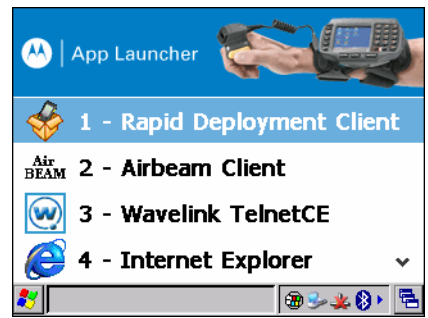 App Launcher
1 - Rapid Deployment Client
Air
BEAM
2 - Airbeam Client
3 - Wavelink TelnetCE
4 - Internet Explorer